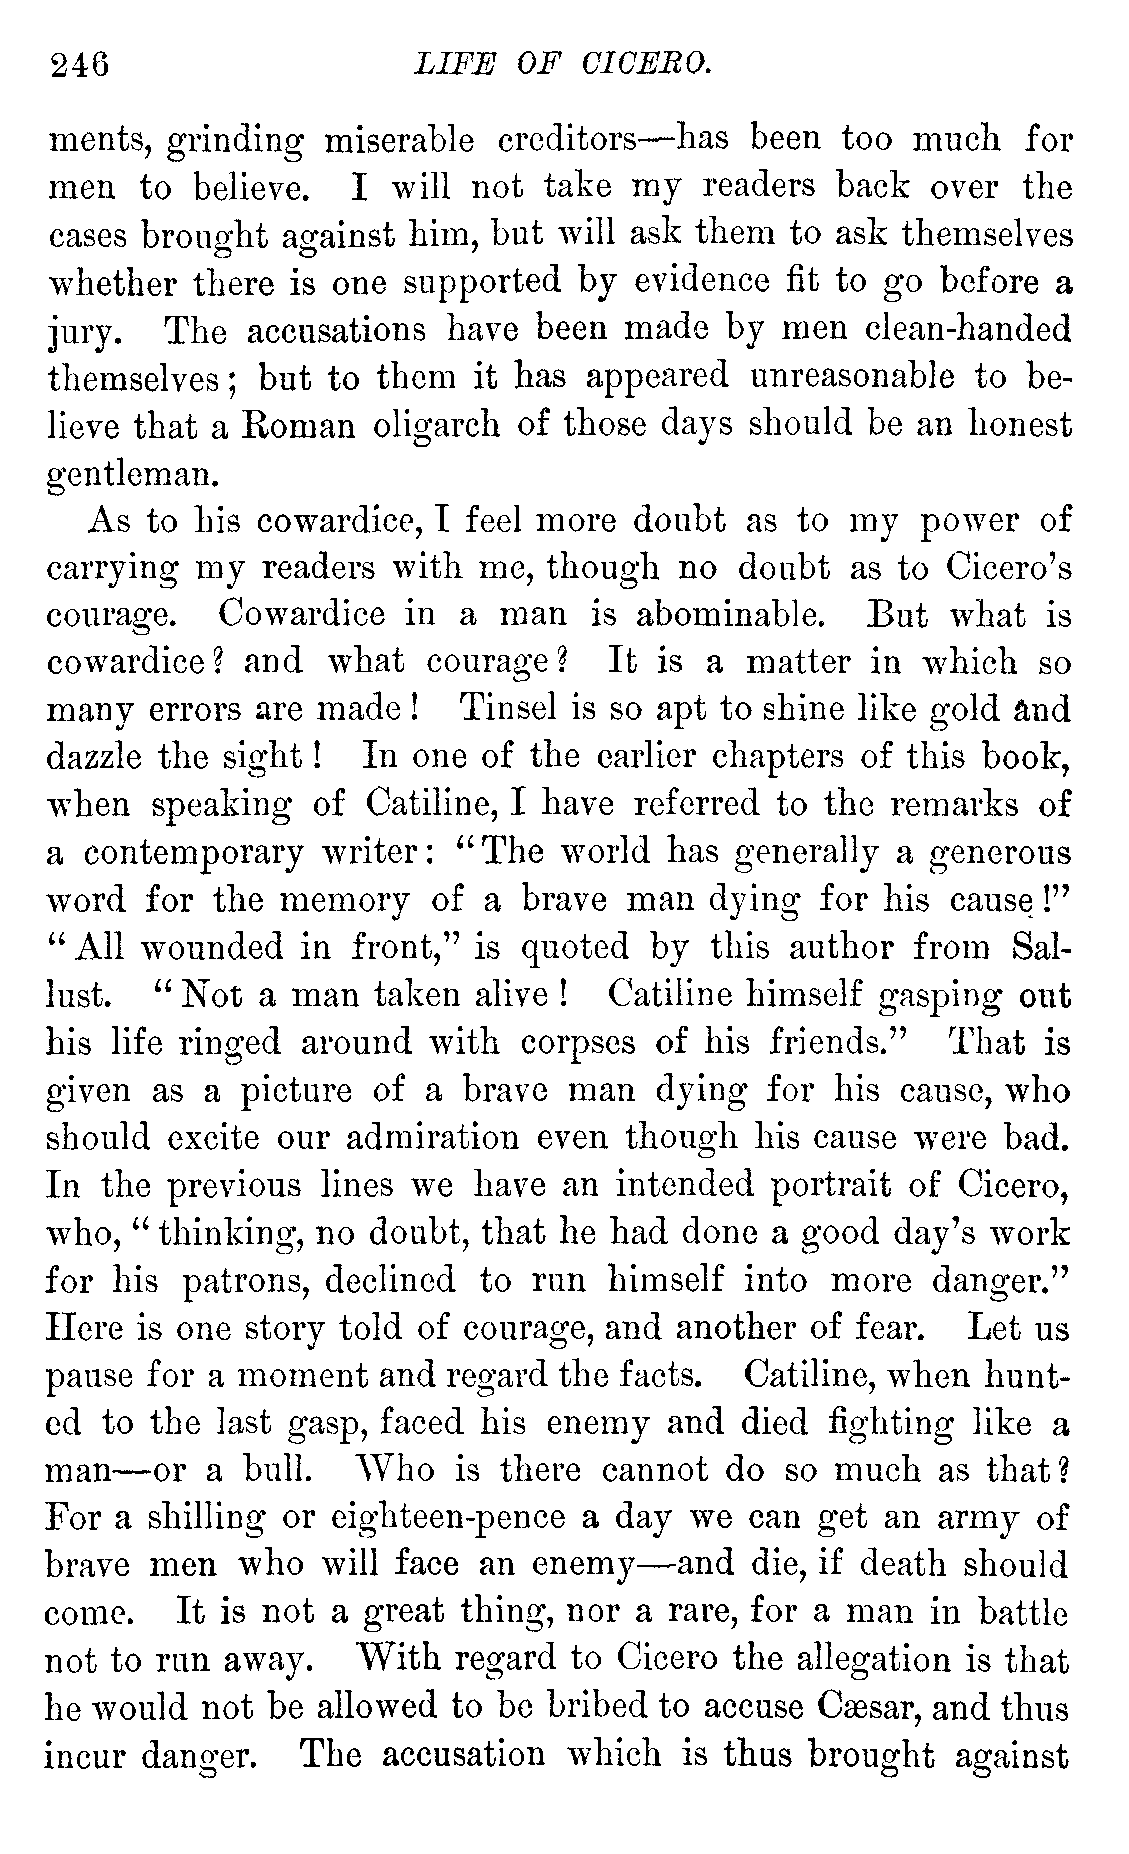 246 LIFE OF CICERO.
ments, grinding miserable creditors—has been too much for
men to believe. I will not take my readers back over the
cases brought against him, but will ask them to ask themselves
whether there is one supported by evidence fit to go before a
jury. The accusations have been made by men clean-handed
themselves; but to them it has appeared unreasonable to be-
lieve that a Roman oligarch of those days should be an honest
gentleman.
As to his cowardice, I feel more doubt as to my power of
carrying my readers with me, though no doubt as to Cicero's
courage. Cowardice in a man is abominable. But what is
cowardice? and what courage? It is a matter in which so
many errors are made! Tinsel is so apt to shine like gold and
dazzle the sight! In one of the earlier chapters of this book,
when speaking of Catiline, I have referred to the remarks of
a contemporary writer: "The world has generally a generous
word for the memory of a brave man dying for his cause!"
"All wounded in front," is quoted by this author from Sal-
lust. "Not a man taken alive! Catiline himself gasping out
his life ringed around with corpses of his friends." That is
given as a picture of a brave man dying for his cause, who
should excite our admiration even though his cause were bad.
In the previous lines we have an intended portrait of Cicero,
who, "thinking, no doubt, that he had done a good day's work
for his patrons, declined to run himself into more danger."
Here is one story told of courage, and another of fear. Let us
pause for a moment and regard the facts. Catiline, when hunt-
ed to the last gasp, faced his enemy and died fighting like a
man—or a bull. Who is there cannot do so much as that?
For a shilling or eighteen-pence a day we can get an army of
brave men who will face an enemy—and die, if death should
come. It is not a great thing, nor a rare, for a man in battle
not to run away. With regard to Cicero the allegation is that
he would not be allowed to be bribed to accuse Cæsar, and thus
incur danger. The accusation which is thus brought against